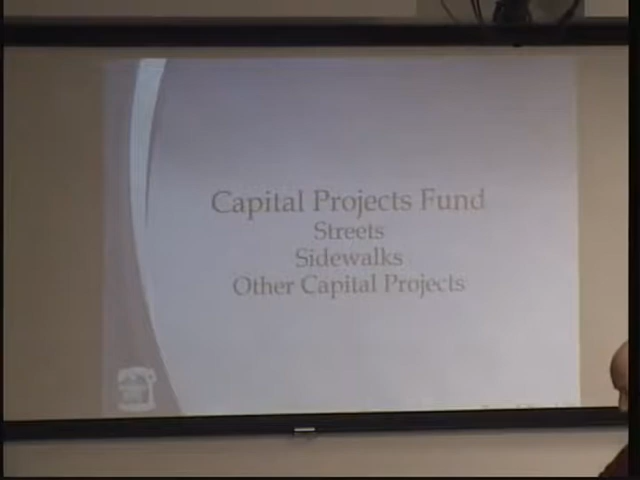 Capital Projects Fund
Streets
Sidewalks
Other Capital Projects